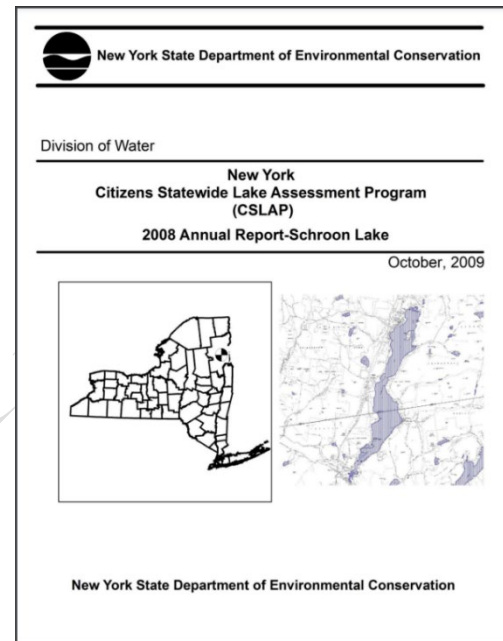 New York State Department of Environmental Conservation
Division of Water
New York
Citizens Statewide Lake Assessment Program
(CSLAP)
2008 Annual Report-Schroon Lake
October, 2009
New York State Department of Environmental Conservation